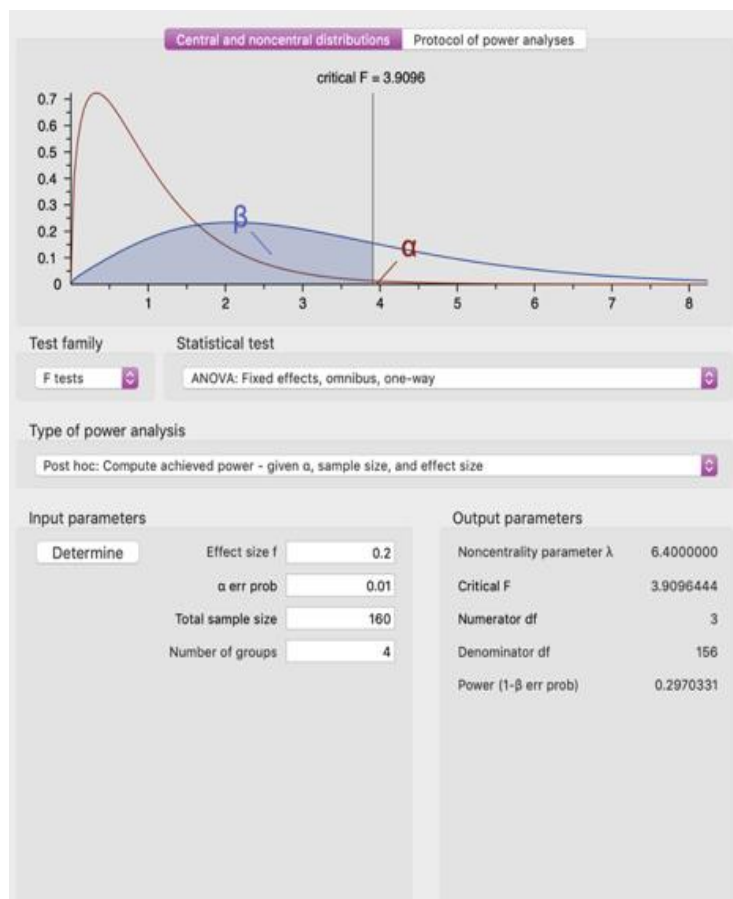 Central and noncentral distributions Protocol of power analyses
critical F = 3.9096
0.7
0.6
0.5
0.4
0.3
0.2
0.1
0
β
α
1 2 3 4 5 6 7 8
Test family Statistical test
F tests ANOVA: Fixed effects, omnibus, one-way
Type of power analysis
Post hoc: Compute achieved power - given α, sample size, and effect size
Input parameters Output parameters
Determine Effect size f 0.2 Noncentrality parameter λ 6.4000000
α err prob 0.01 Critical F 3.9096444
Total sample size 160 Numerator df 3
Number of groups 4 Denominator df 156
Power (1-β err prob) 0.2970331